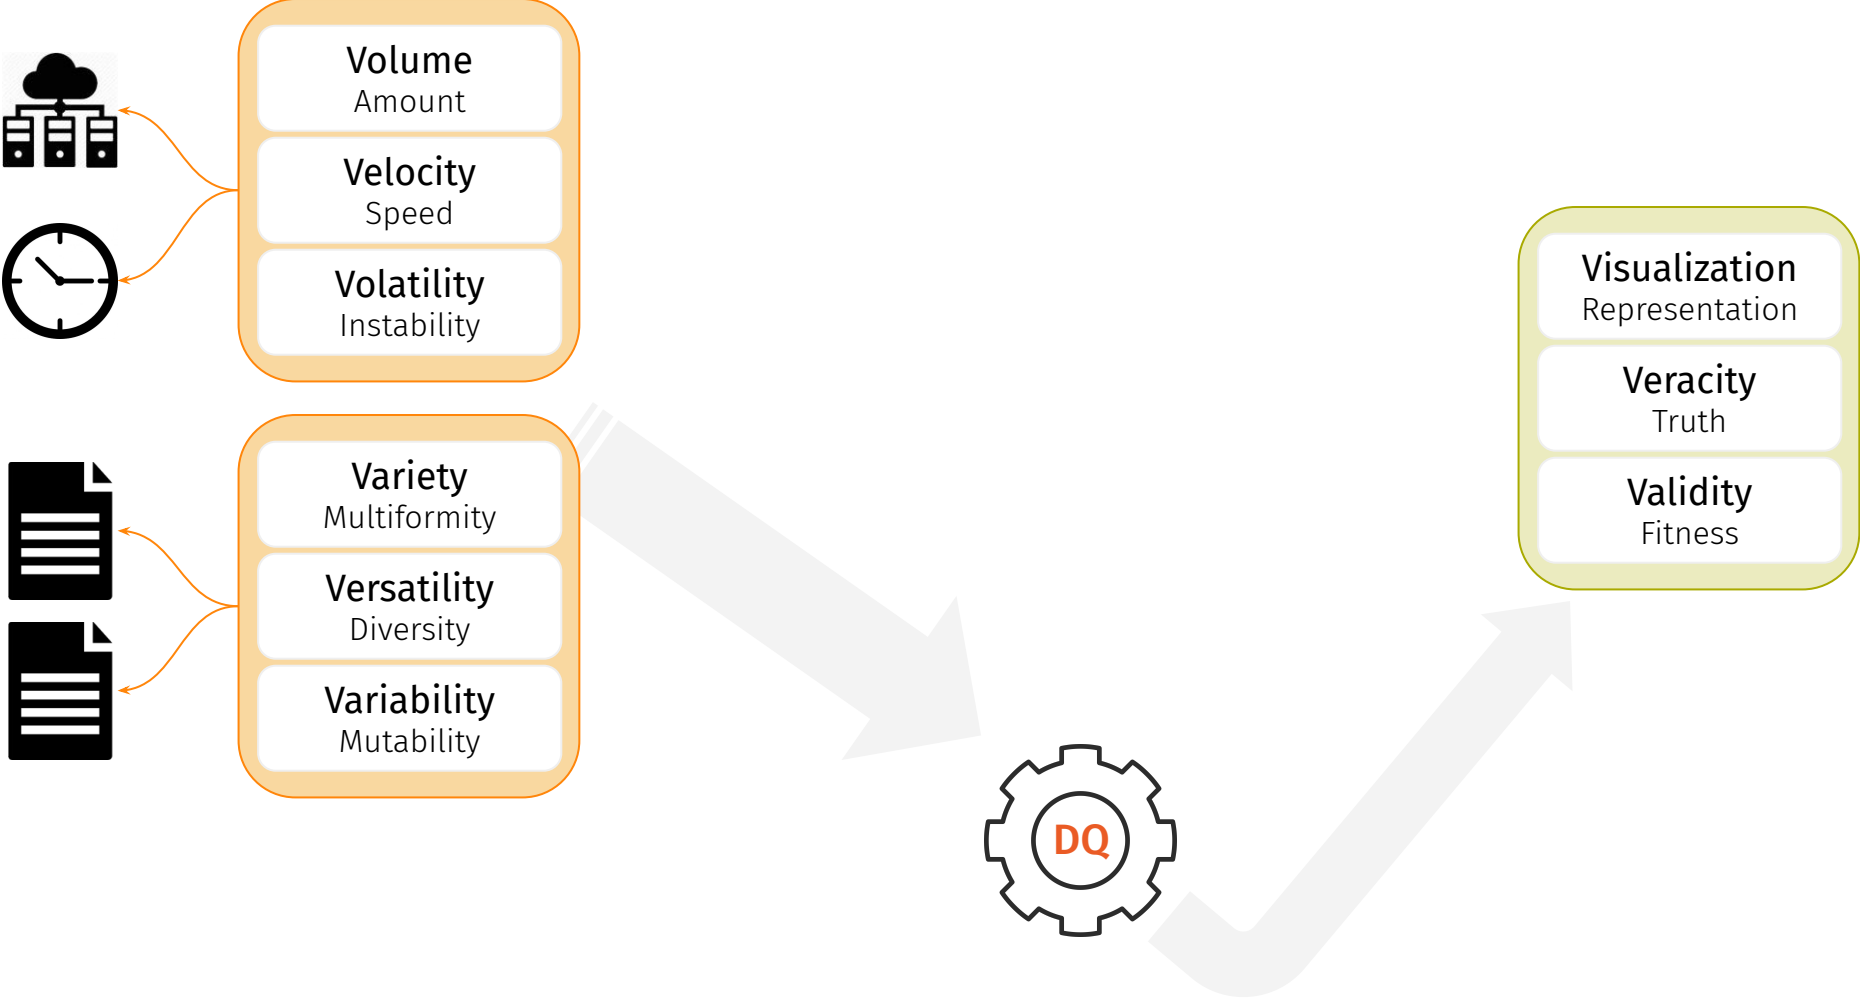 Volume
Amount
Velocity
Speed
Volatility
Instability
Variety
Multiformity
Versatility
Diversity
Variability
Mutability
DQ
Visualization
Representation
Veracity
Truth
Validity
Fitness